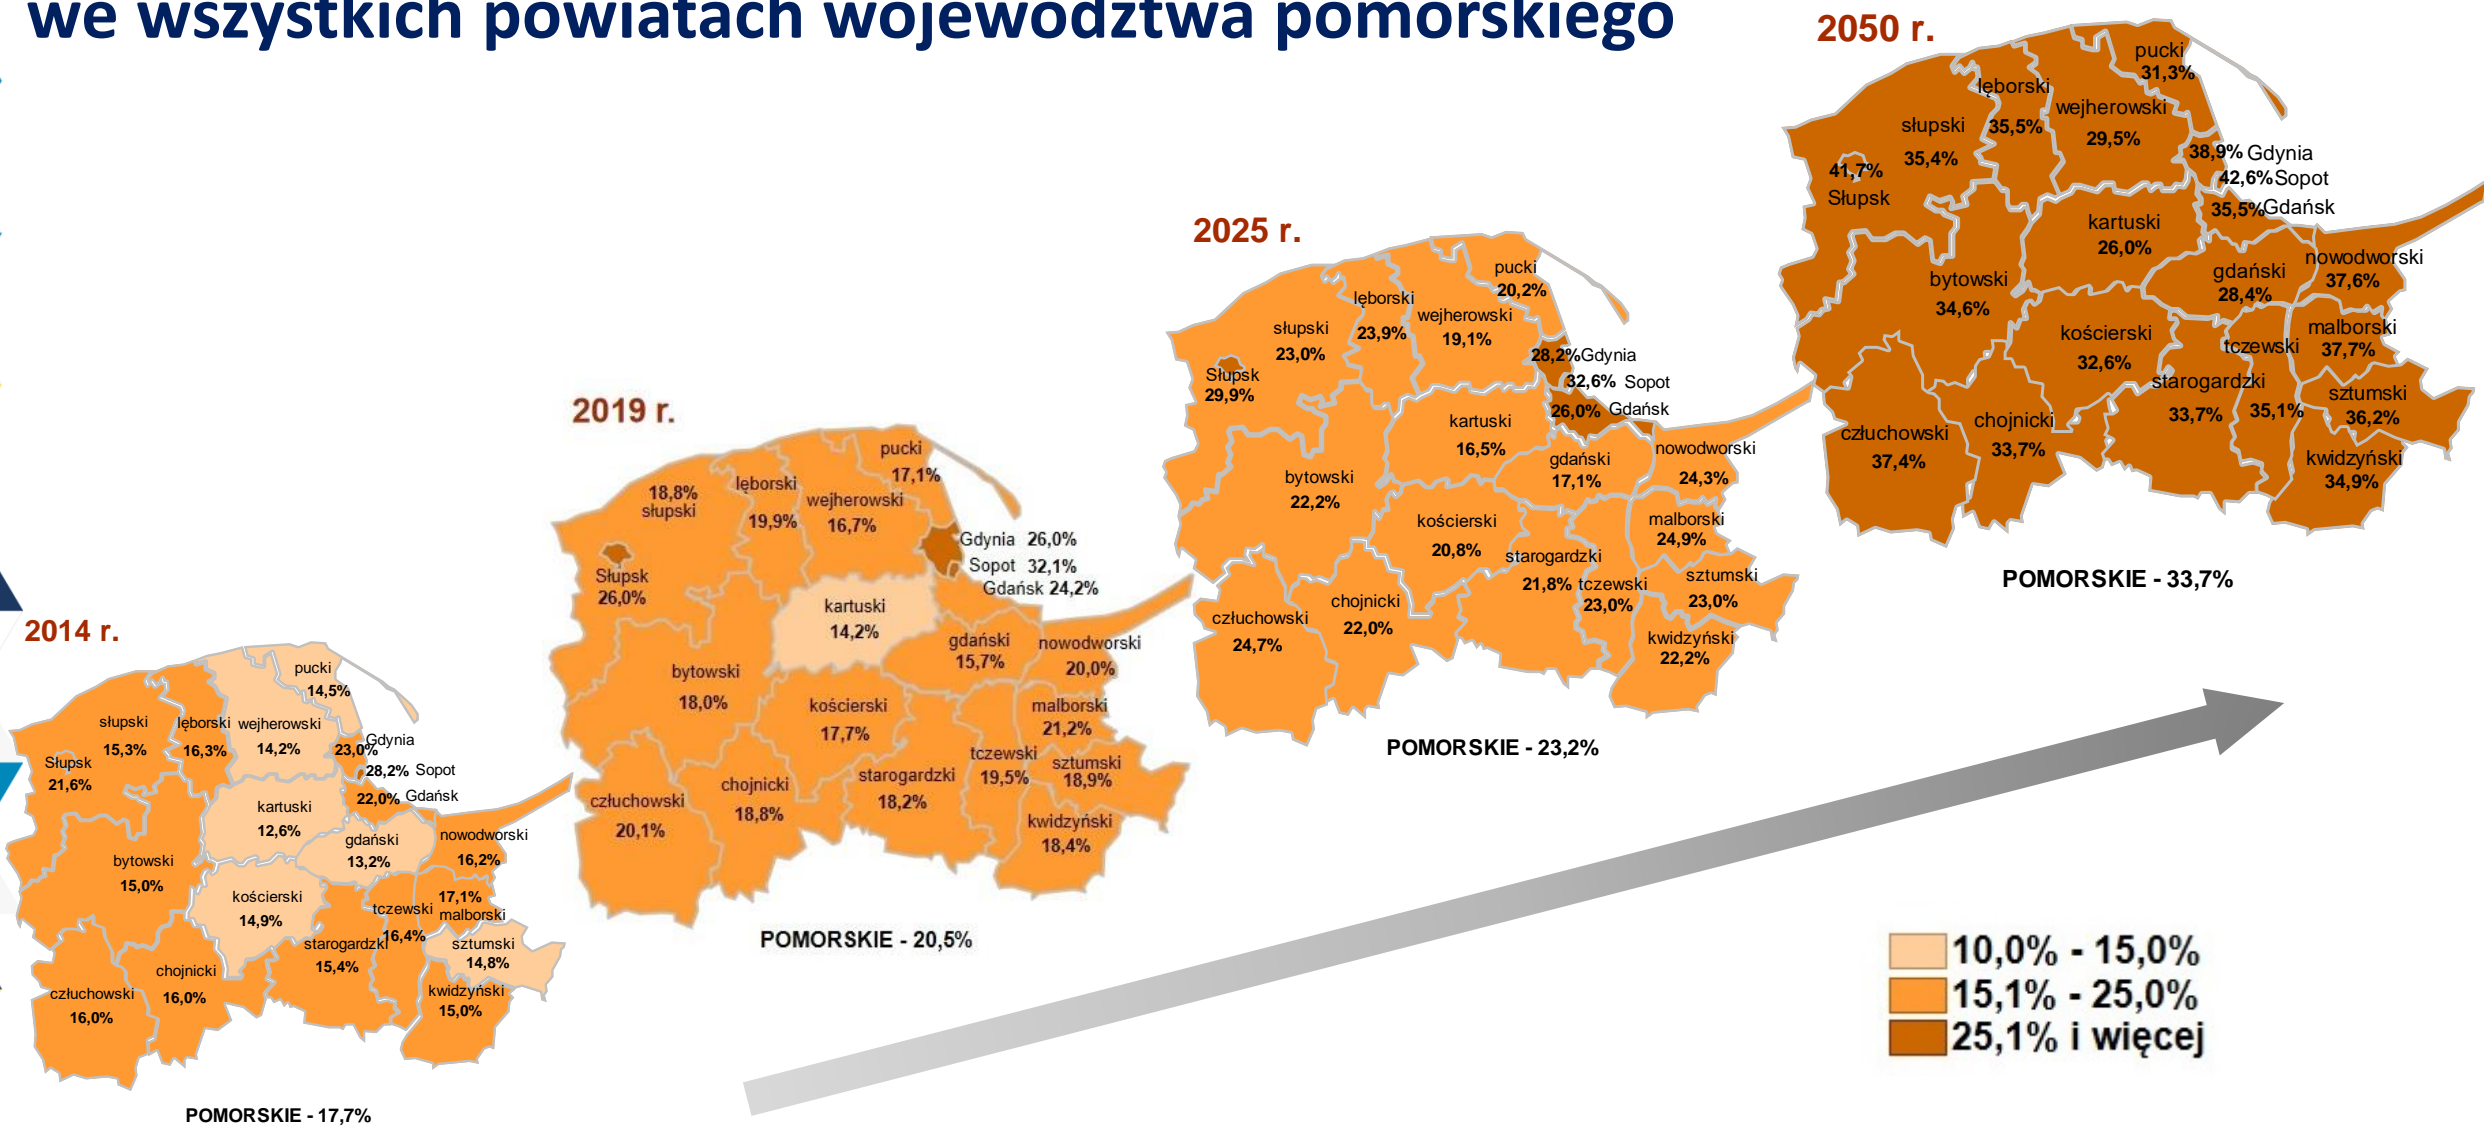 we wszystkich powiatach województwa pomorskiego
2014 r.
pucki
14,5%
słupski
15,3%
lęborski
16,3%
wejherowski
14,2%
Gdynia
23,0%
28,2% Sopot
22,0% Gdańsk
Słupsk
21,6%
kartuski
12,6%
gdański
13,2%
nowodworski
16,2%
bytowski
15,0%
kościerski
14,9%
17,1%
malborski
tczewski
16,4%
starogardzki
15,4%
sztumski
14,8%
chojnicki
16,0%
człuchowski
16,0%
kwidzyński
15,0%
POMORSKIE - 17,7%
2019 r.
pucki
17,1%
18,8%
słupski
lęborski
19,9%
wejherowski
16,7%
Gdynia 26,0%
Sopot 32,1%
Gdańsk 24,2%
Słupsk
26,0%
kartuski
14,2%
gdański
15,7%
nowodworski
20,0%
bytowski
18,0%
kościerski
17,7%
malborski
21,2%
tczewski
19,5%
sztumski
18,9%
starogardzki
18,2%
chojnicki
18,8%
człuchowski
20,1%
kwidzyński
18,4%
POMORSKIE - 20,5%
2025 r.
pucki
20,2%
lęborski
23,9%
wejherowski
19,1%
słupski
23,0%
28,2% Gdynia
32,6% Sopot
26,0% Gdańsk
Słupsk
29,9%
kartuski
16,5%
gdański
17,1%
nowodworski
24,3%
bytowski
22,2%
kościerski
20,8%
malborski
24,9%
starogardzki
21,8%
tczewski
23,0%
sztumski
23,0%
chojnicki
22,0%
człuchowski
24,7%
kwidzyński
22,2%
POMORSKIE - 23,2%
2050 r.
pucki
31,3%
lęborski
35,5%
wejherowski
29,5%
słupski
35,4%
38,9% Gdynia
42,6% Sopot
35,5% Gdańsk
41,7%
Słupsk
kartuski
26,0%
gdański
28,4%
nowodworski
37,6%
bytowski
34,6%
kościerski
32,6%
malborski
37,7%
tczewski
35,1%
starogardzki
33,7%
sztumski
36,2%
chojnicki
33,7%
człuchowski
37,4%
kwidzyński
34,9%
POMORSKIE - 33,7%
10,0% - 15,0%
15,1% - 25,0%
25,1% i więcej